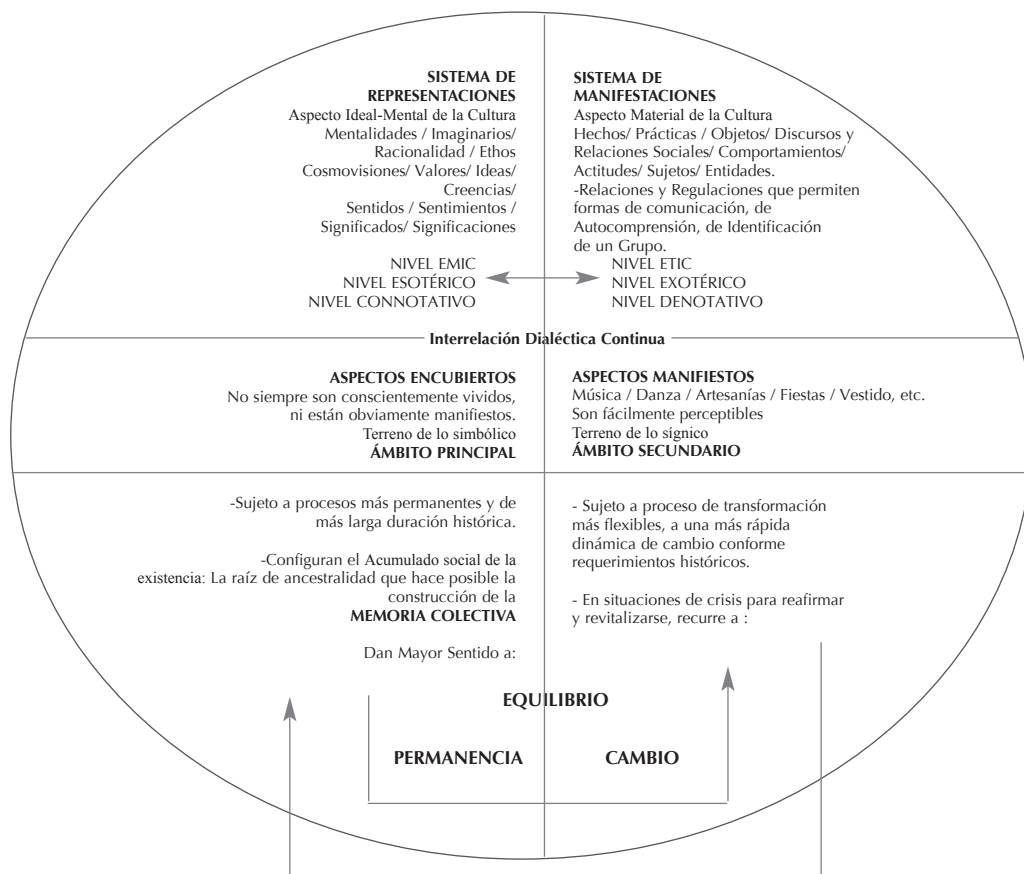 SISTEMA DE
REPRESENTACIONES
Aspecto Ideal-Mental de la Cultura
Mentalidades / Imaginarios/
Racionalidad / Ethos
Cosmovisiones/ Valores/ Ideas/
Creencias/
Sentidos / Sentimientos /
Significados/ Significaciones
NIVEL EMIC
NIVEL ESOTÉRICO
NIVEL CONNOTATIVO
SISTEMA DE
MANIFESTACIONES
Aspecto Material de la Cultura
Hechos/ Prácticas / Objetos/ Discursos y
Relaciones Sociales/ Comportamientos/
Actitudes/ Sujetos/ Entidades.
-Relaciones y Regulaciones que permiten
formas de comunicación, de
Autocomprensión, de Identificación
de un Grupo.
NIVEL ETIC
NIVEL EXOTÉRICO
NIVEL DENOTATIVO
Interrelación Dialéctica Continua
ASPECTOS ENCUBIERTOS
No siempre son conscientemente vividos,
ni están obviamente manifiestos.
Terreno de lo simbólico
ÁMBITO PRINCIPAL
ASPECTOS MANIFIESTOS
Música / Danza / Artesanías / Fiestas / Vestido, etc.
Son fácilmente perceptibles
Terreno de lo sígnico
ÁMBITO SECUNDARIO
-Sujeto a procesos más permanentes y de
más larga duración histórica.
-Configuran el Acumulado social de la
existencia: La raíz de ancestralidad que hace posible la
construcción de la
MEMORIA COLECTIVA
Dan Mayor Sentido a:
- Sujeto a proceso de transformación
más flexibles, a una más rápida
dinámica de cambio conforme
requerimientos históricos.
- En situaciones de crisis para reafirmar
y revitalizarse, recurre a :
EQUILIBRIO
PERMANENCIA
CAMBIO